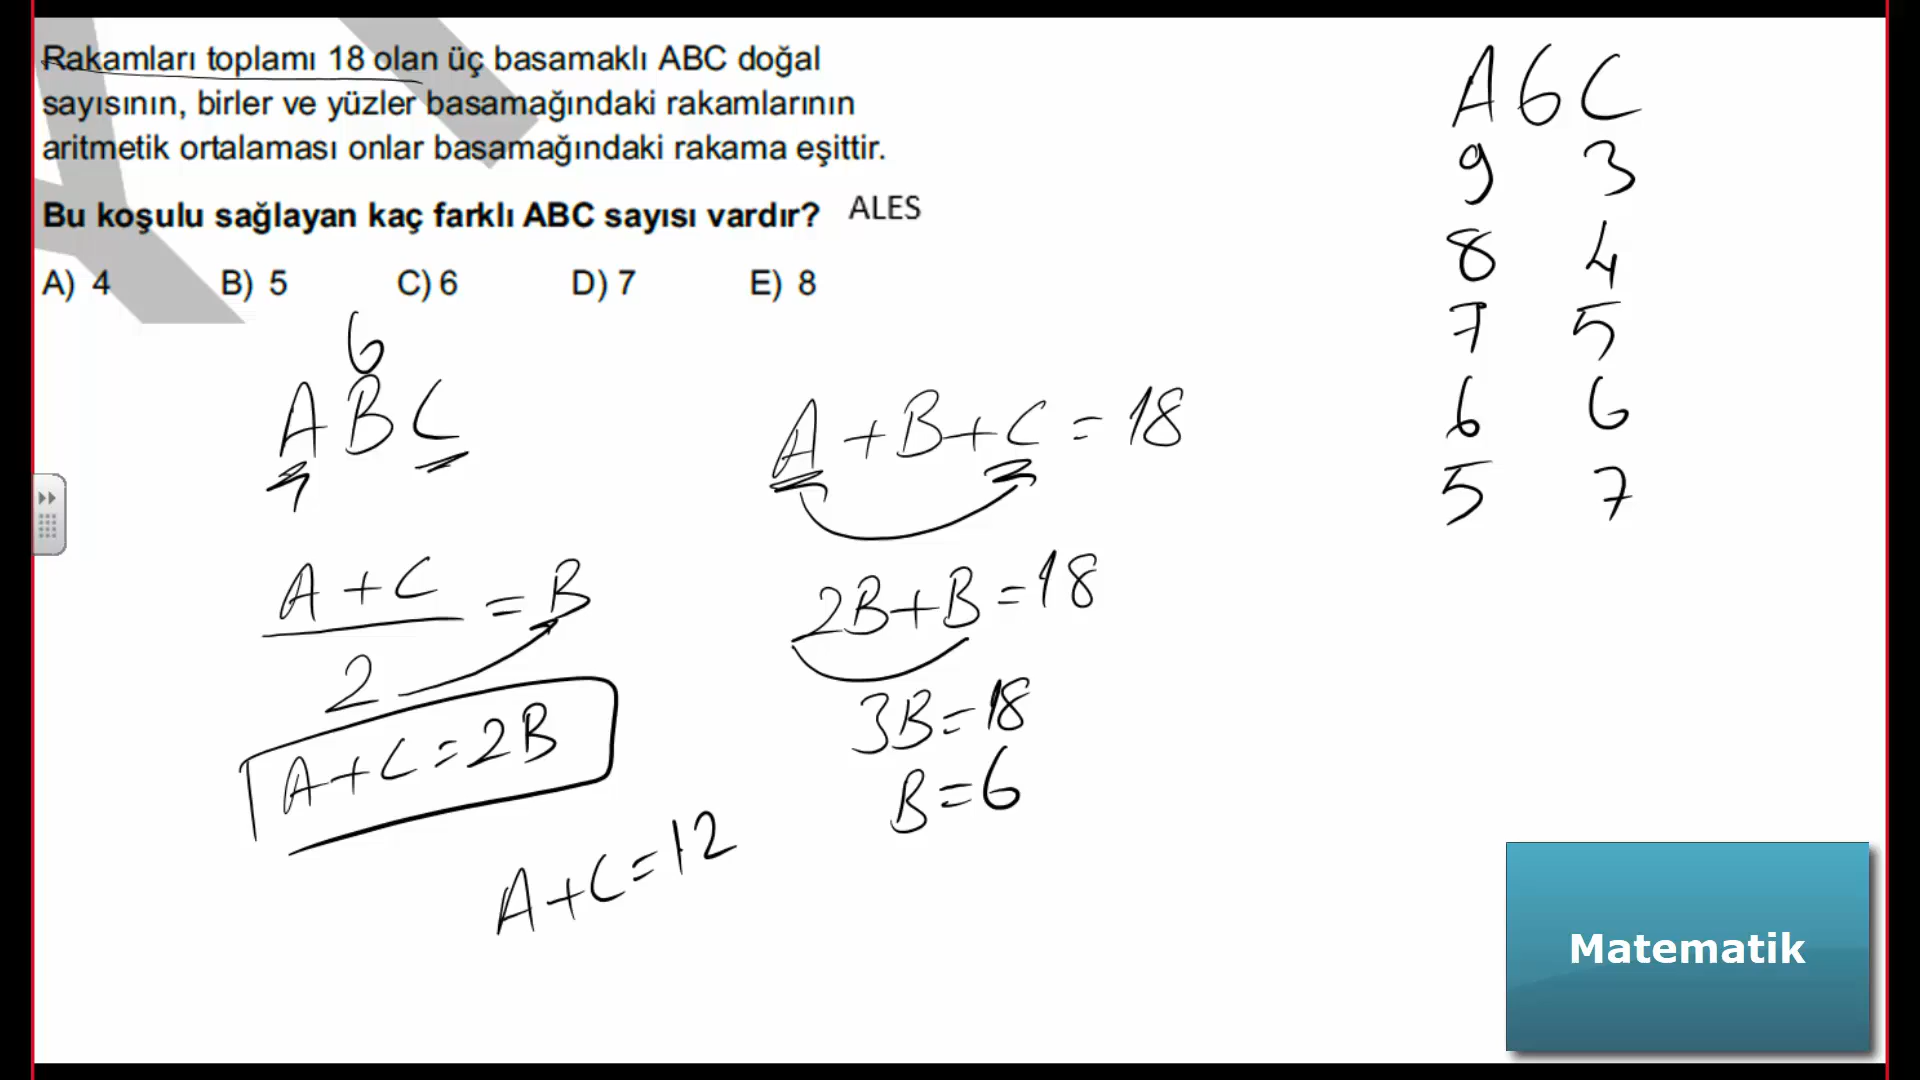 Rakamları toplamı 18 olan üç basamaklı ABC doğal
sayısının, birler ve yüzler basamağındaki rakamlarının
aritmetik ortalaması onlar basamağındaki rakama eşittir.
Bu koşulu sağlayan kaç farklı ABC sayısı vardır? ALES
A) 4 B) 5 C) 6 D) 7 E) 8
6
A B C
A + C
2
= B
A+C=2B
A+C=12
A+B+C=18
2B+B=18
3B=18
B=6
A 6 C
9 3
8 4
7 5
6 6
5 7
Matematik